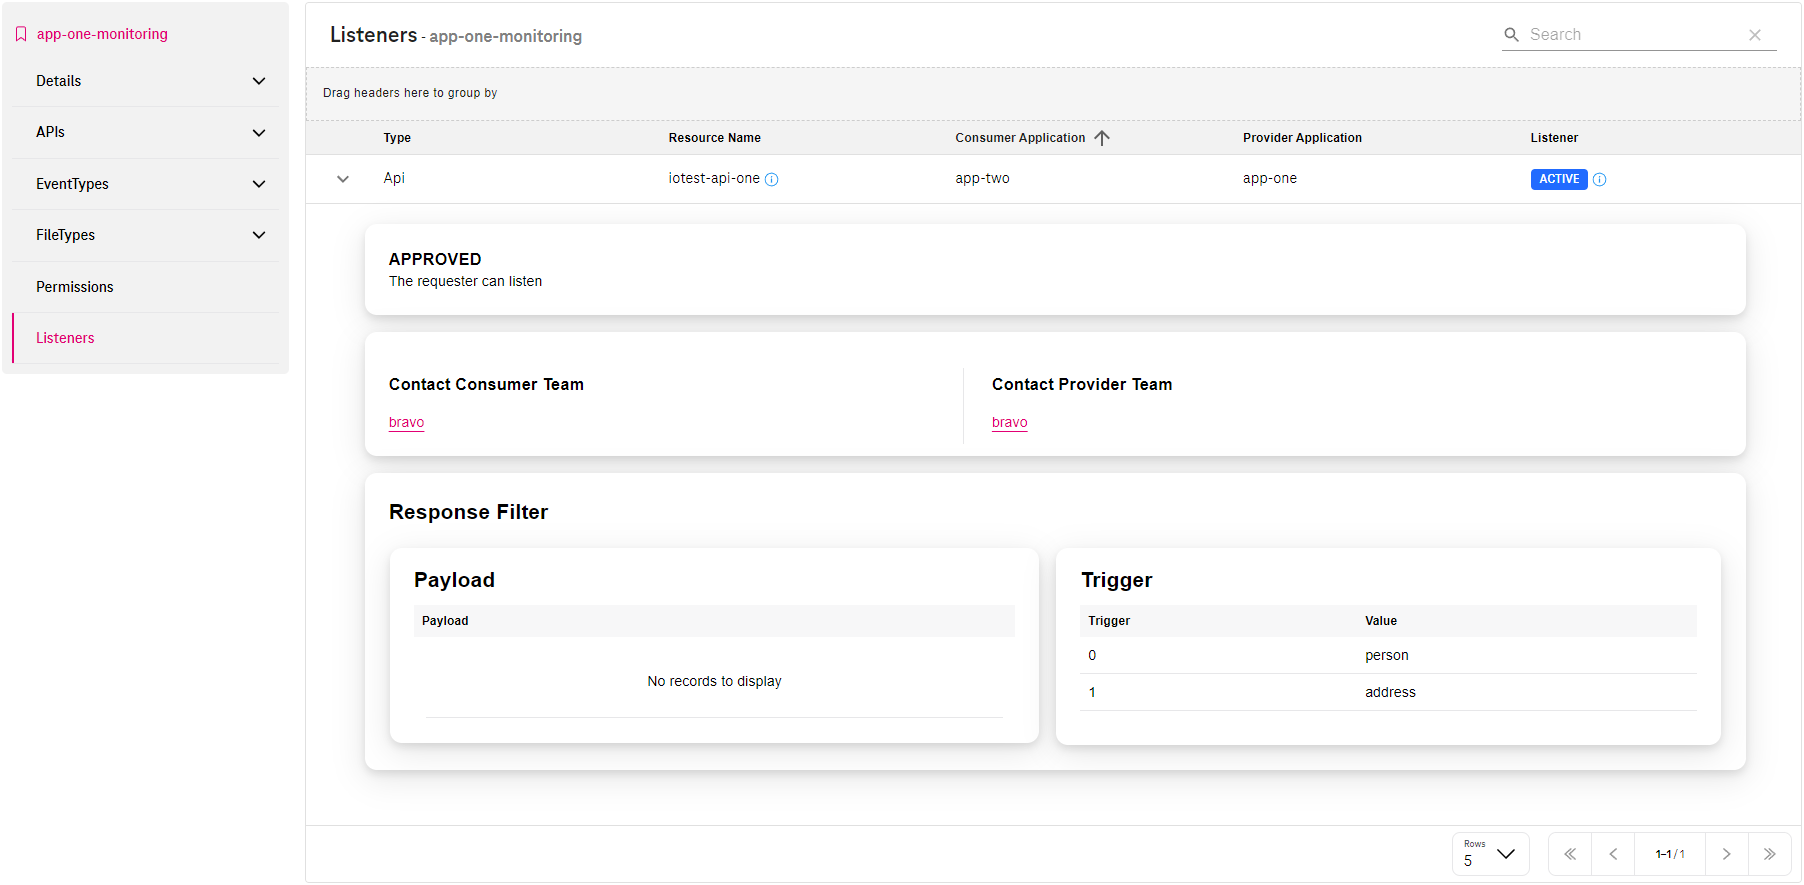 app-one-monitoring
Details
APIs
EventTypes
FileTypes
Permissions
Listeners
Listeners - app-one-monitoring
Search
Drag headers here to group by
Type Resource Name Consumer Application Provider Application Listener
Api iotest-api-one app-two app-one ACTIVE
APPROVED
The requester can listen
Contact Consumer Team
bravo
Contact Provider Team
bravo
Response Filter
Payload
Payload
No records to display
Trigger
Trigger Value
0 person
1 address
Rows
5
1-1 / 1